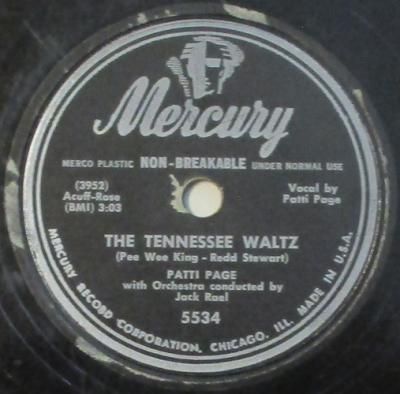 Mercury
MERCO PLASTIC NON-BREAKABLE UNDER NORMAL USE
(3952)
Acuff-Rose
(BMI) 3:03
Vocal by
Patti Page
THE TENNESSEE WALTZ
(Pee Wee King - Redd Stewart)
PATTI PAGE
with Orchestra conducted by
Jack Rael
5534
MERCURY RECORD CORPORATION, CHICAGO, ILL. MADE IN U.S.A.